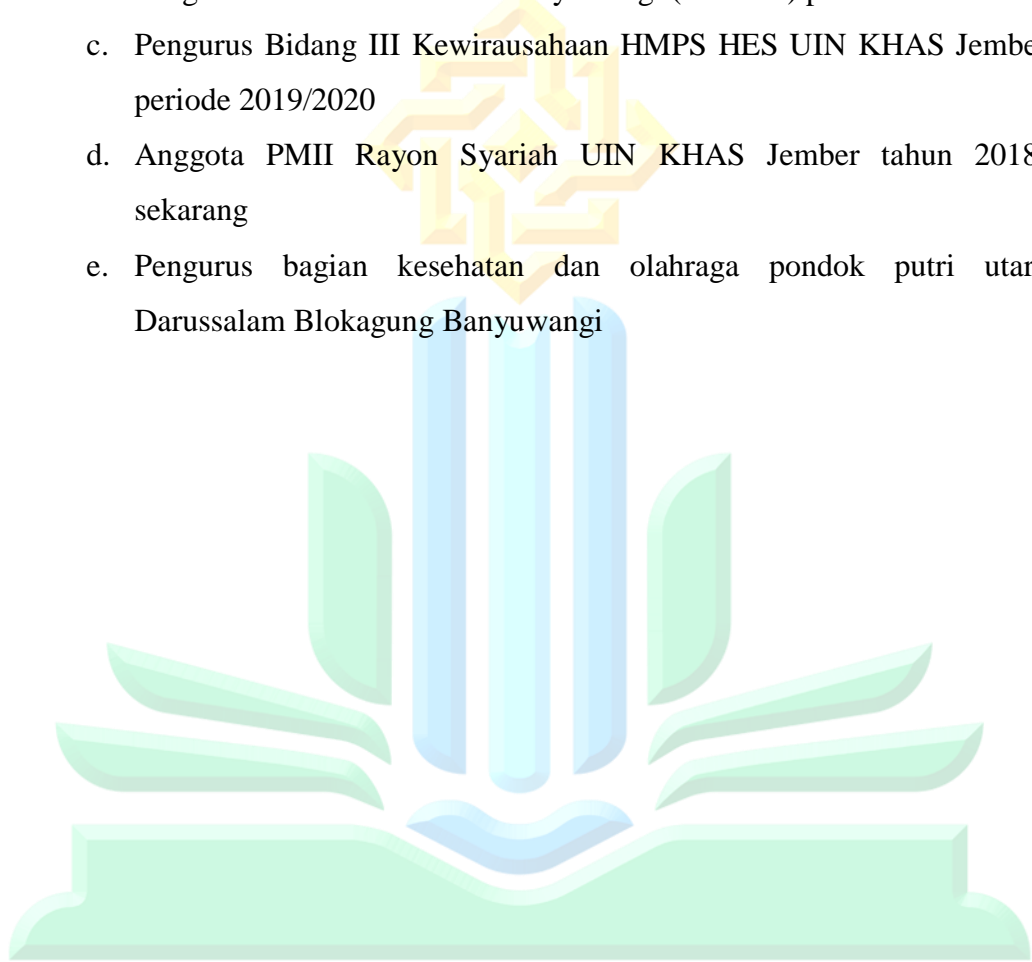 c. Pengurus Bidang III Kewirausahaan HMPS HES UIN KHAS
periode 2019/2020
d. Anggota PMII Rayon Syariah UIN KHAS Jember tahun 2018
sekarang
e. Pengurus bagian kesehatan dan olahraga pondok putri
Darussalam Blokagung Banyuwangi